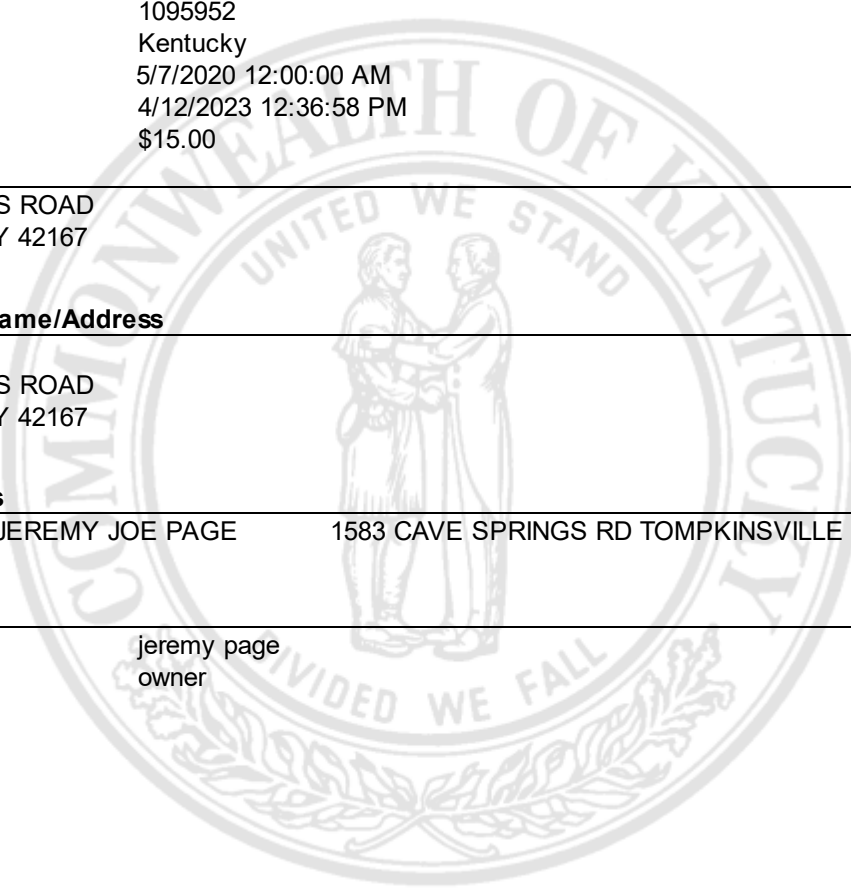 1095952
Kentucky
5/7/2020 12:00:00 AM
4/12/2023 12:36:58 PM
$15.00
S ROAD
Y 42167
ame/Address
S ROAD
Y 42167
s
JEREMY JOE PAGE 1583 CAVE SPRINGS RD TOMPKINSVILLE
jeremy page
owner
COMMONWEALTH OF KENTUCKY
UNITED WE STAND
DIVIDED WE FALL